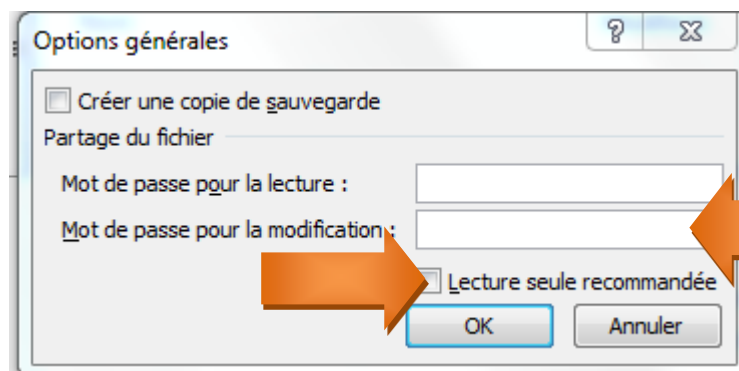 Options générales
Créer une copie de sauvegarde
Partage du fichier
Mot de passe pour la lecture :
Mot de passe pour la modification :
Lecture seule recommandée
OK
Annuler